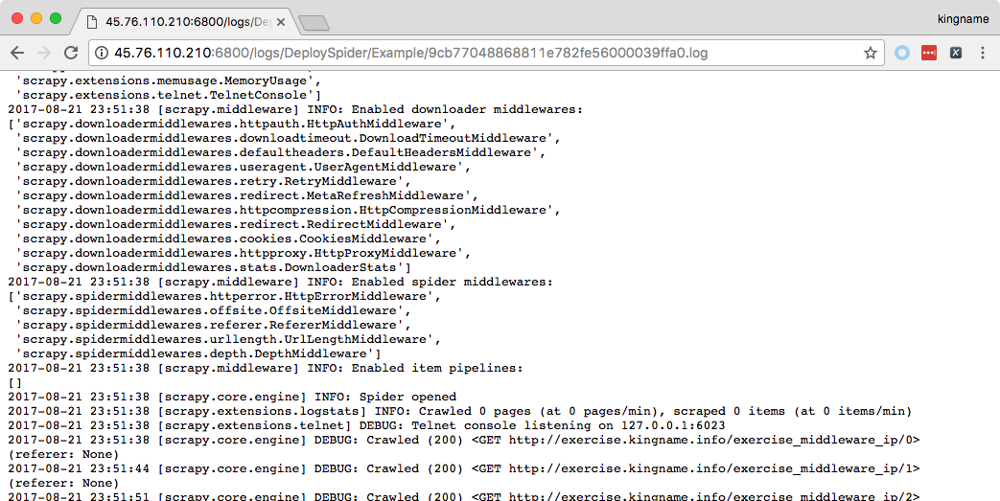 45.76.110.210:6800/logs/De
kingname
45.76.110.210:6800/logs/DeploySpider/Example/9cb77048868811e782fe56000039ffa0.log
'scrapy.extensions.memusage.MemoryUsage',
'scrapy.extensions.telnet.TelnetConsole']
2017-08-21 23:51:38 [scrapy.middleware] INFO: Enabled downloader middlewares:
['scrapy.downloadermiddlewares.httpauth.HttpAuthMiddleware',
'scrapy.downloadermiddlewares.downloadtimeout.DownloadTimeoutMiddleware',
'scrapy.downloadermiddlewares.defaultheaders.DefaultHeadersMiddleware',
'scrapy.downloadermiddlewares.useragent.UserAgentMiddleware',
'scrapy.downloadermiddlewares.retry.RetryMiddleware',
'scrapy.downloadermiddlewares.redirect.MetaRefreshMiddleware',
'scrapy.downloadermiddlewares.httpcompression.HttpCompressionMiddleware',
'scrapy.downloadermiddlewares.redirect.RedirectMiddleware',
'scrapy.downloadermiddlewares.cookies.CookiesMiddleware',
'scrapy.downloadermiddlewares.httpproxy.HttpProxyMiddleware',
'scrapy.downloadermiddlewares.stats.DownloaderStats']
2017-08-21 23:51:38 [scrapy.middleware] INFO: Enabled spider middlewares:
['scrapy.spidermiddlewares.httperror.HttpErrorMiddleware',
'scrapy.spidermiddlewares.offsite.OffsiteMiddleware',
'scrapy.spidermiddlewares.referer.RefererMiddleware',
'scrapy.spidermiddlewares.urllength.UrlLengthMiddleware',
'scrapy.spidermiddlewares.depth.DepthMiddleware']
2017-08-21 23:51:38 [scrapy.middleware] INFO: Enabled item pipelines:
[]
2017-08-21 23:51:38 [scrapy.core.engine] INFO: Spider opened
2017-08-21 23:51:38 [scrapy.extensions.logstats] INFO: Crawled 0 pages (at 0 pages/min), scraped 0 items (at 0 items/min)
2017-08-21 23:51:38 [scrapy.extensions.telnet] DEBUG: Telnet console listening on 127.0.0.1:6023
2017-08-21 23:51:38 [scrapy.core.engine] DEBUG: Crawled (200) <GET http://exercise.kingname.info/exercise_middleware_ip/0>
(referer: None)
2017-08-21 23:51:44 [scrapy.core.engine] DEBUG: Crawled (200) <GET http://exercise.kingname.info/exercise_middleware_ip/1>
(referer: None)
2017-08-21 23:51:51 [scrapy.core.engine] DEBUG: Crawled (200) <GET http://exercise.kingname.info/exercise_middleware_ip/2>